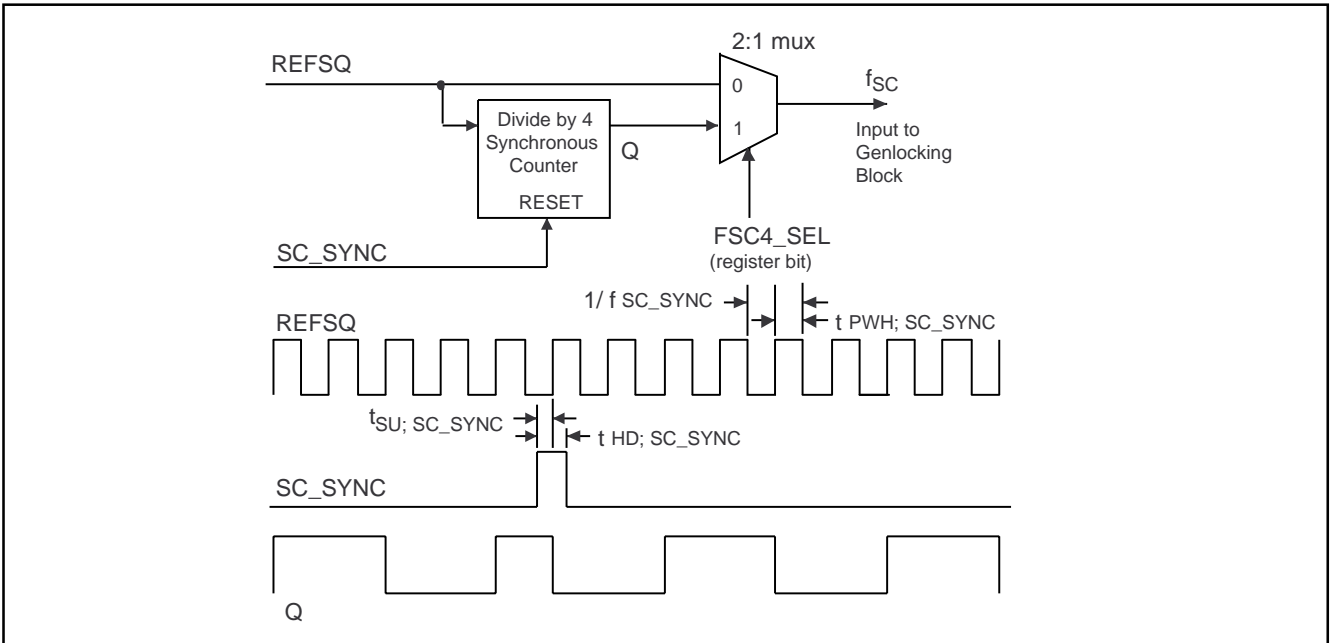 2:1 mux
REFSQ
0
f SC
Divide by 4
Synchronous
Counter
1
Q
Input to
Genlocking
Block
RESET
SC_SYNC
FSC4_SEL
(register bit)
1/ f SC_SYNC
REFSQ
t PWH; SC_SYNC
tSU; SC_SYNC
t HD; SC_SYNC
SC_SYNC
Q